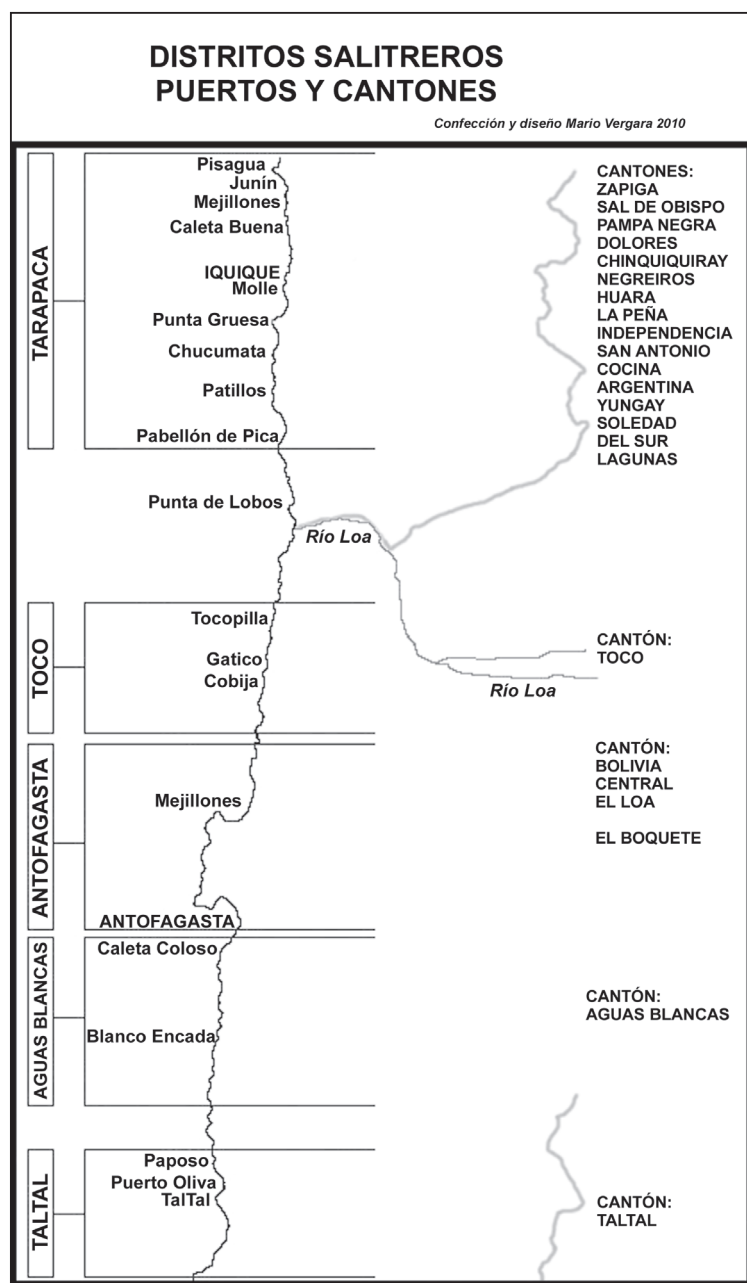 DISTRITOS SALITREROS
PUERTOS Y CANTONES
Confección y diseño Mario Vergara 2010
TARAPACA
Pisagua
Junín
Mejillones
Caleta Buena
IQUIQUE
Molle
Punta Gruesa
Chucumata
Patillos
Pabellón de Pica
CANTONES:
ZAPIGA
SAL DE OBISPO
PAMPA NEGRA
DOLORES
CHINQUIQUIRAY
NEGREIROS
HUARA
LA PEÑA
INDEPENDENCIA
SAN ANTONIO
COCINA
ARGENTINA
YUNGAY
SOLEDAD
DEL SUR
LAGUNAS
Punta de Lobos
Río Loa
TOCO
Tocopilla
Gatico
Cobija
CANTÓN:
TOCO
Río Loa
ANTOFAGASTA
Mejillones
ANTOFAGASTA
CANTÓN:
BOLIVIA
CENTRAL
EL LOA
EL BOQUETE
AGUAS BLANCAS
Caleta Coloso
Blanco Encada
CANTÓN:
AGUAS BLANCAS
TALTAL
Paposo
Puerto Oliva
TalTal
CANTÓN:
TALTAL